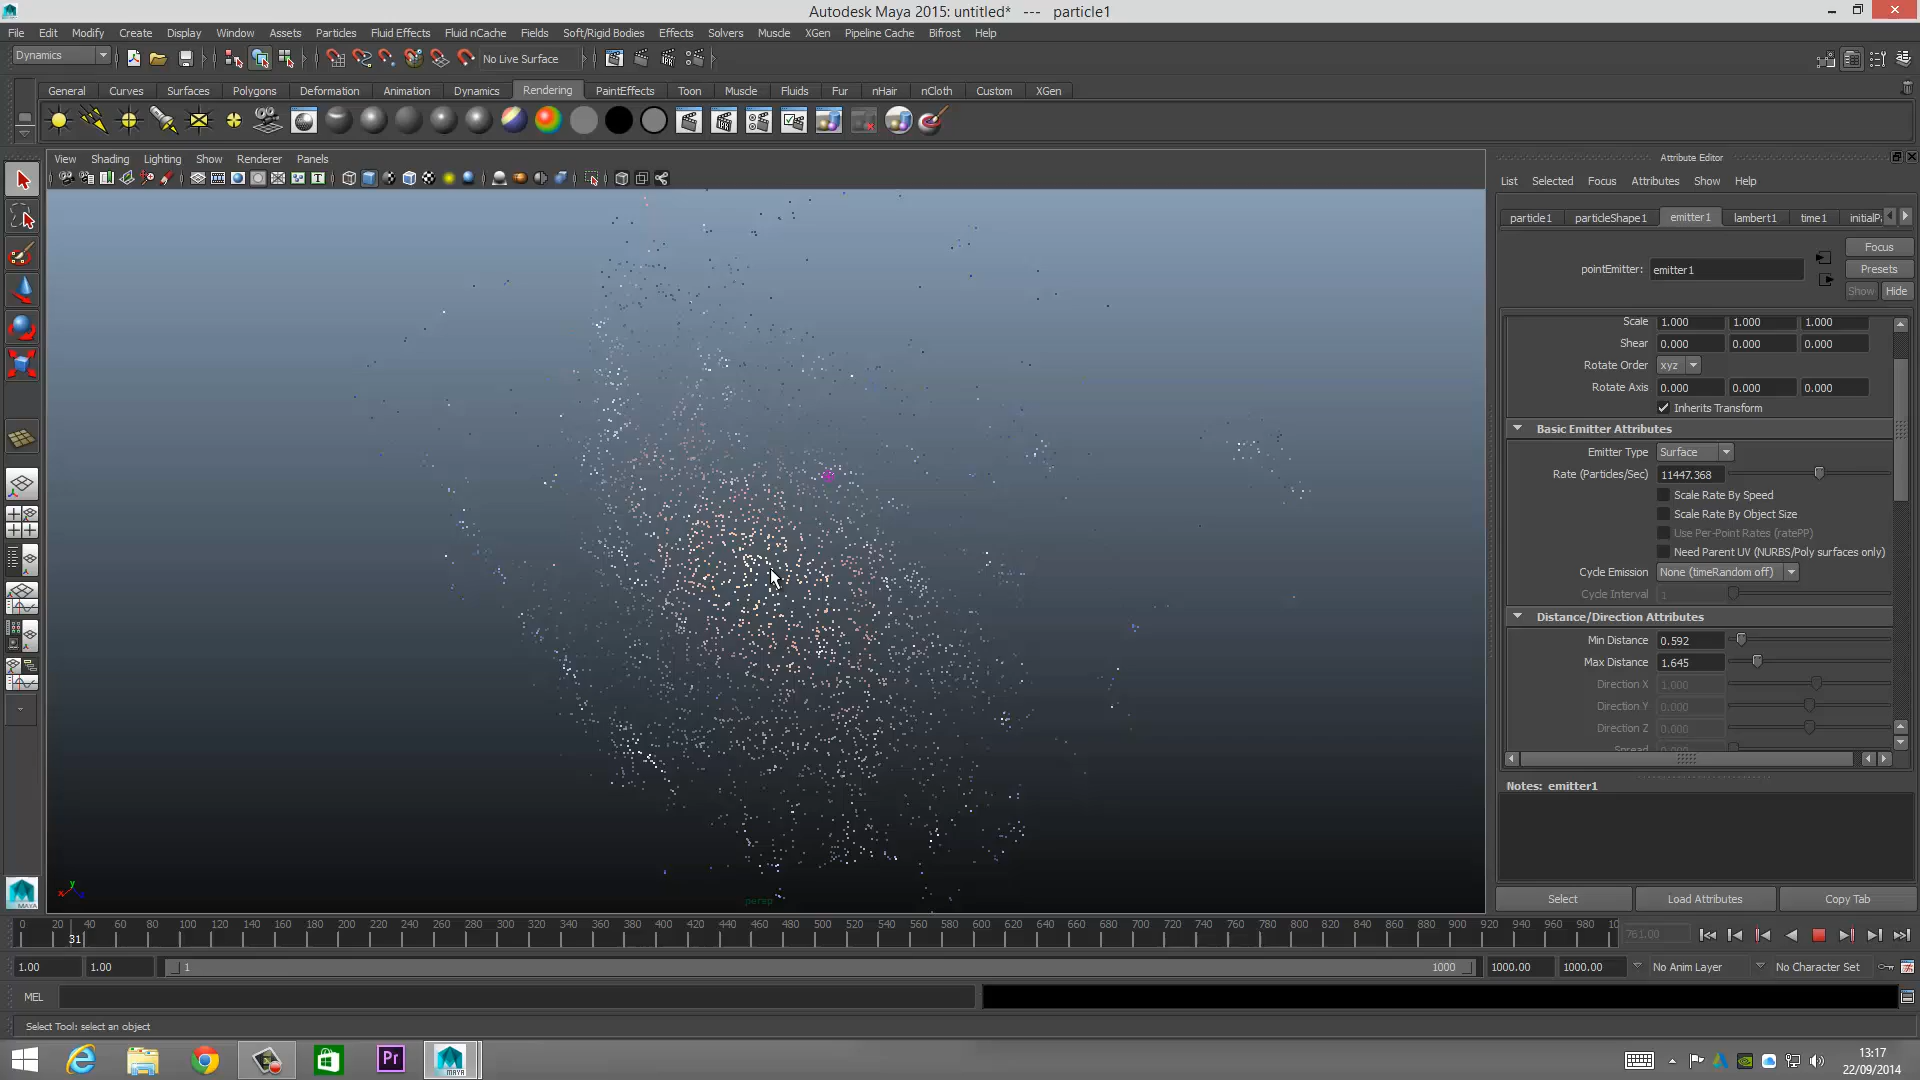 Autodesk Maya 2015: untitled*   ---   particle1
File Edit Modify Create Display Window Assets Particles Fluid Effects Fluid nCache Fields Soft/Rigid Bodies Effects Solvers Muscle XGen Pipeline Cache Bifrost Help
Dynamics No Live Surface
General Curves Surfaces Polygons Deformation Animation Dynamics Rendering PaintEffects Toon Muscle Fluids Fur nHair nCloth Custom XGen
View Shading Lighting Show Renderer Panels
persp
Attribute Editor
List Selected Focus Attributes Show Help
particle1 particleShape1 emitter1 lambert1 time1 initialPa
Focus
pointEmitter: emitter1
Presets
Show Hide
Scale 1.000 1.000 1.000
Shear 0.000 0.000 0.000
Rotate Order xyz
Rotate Axis 0.000 0.000 0.000
Inherits Transform
Basic Emitter Attributes
Emitter Type Surface
Rate (Particles/Sec) 11447.368
Scale Rate By Speed
Scale Rate By Object Size
Use Per-Point Rates (ratePP)
Need Parent UV (NURBS/Poly surfaces only)
Cycle Emission None (timeRandom off)
Cycle Interval 1
Distance/Direction Attributes
Min Distance 0.592
Max Distance 1.645
Direction X 1.000
Direction Y 0.000
Direction Z 0.000
Spread 0.000
Notes: emitter1
Select Load Attributes Copy Tab
0 20 40 60 80 100 120 140 160 180 200 220 240 260 280 300 320 340 360 380 400 420 440 460 480 500 520 540 560 580 600 620 640 660 680 700 720 740 760 780 800 820 840 860 880 900 920 940 960 980 10
31
761.00
1.00 1.00 1 1000 1000.00 1000.00 No Anim Layer No Character Set
MEL
Select Tool: select an object
Pr
MAYA
13:17
22/09/2014